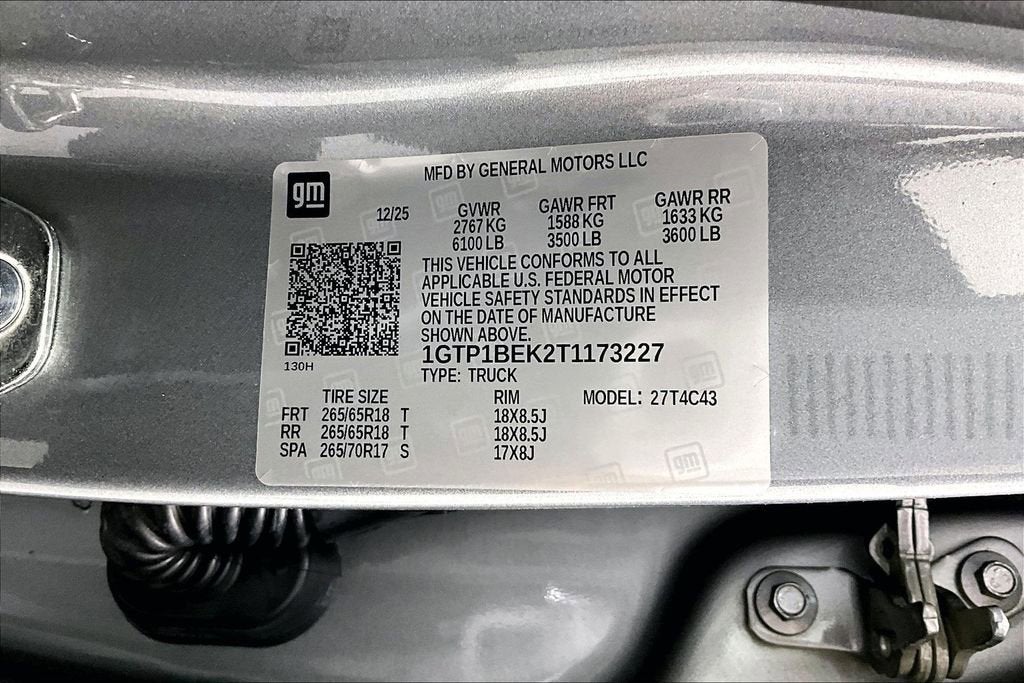 MFD BY GENERAL MOTORS LLC
gm
12/25
GVWR GAWR FRT GAWR RR
2767 KG 1588 KG 1633 KG
6100 LB 3500 LB 3600 LB
THIS VEHICLE CONFORMS TO ALL
APPLICABLE U.S. FEDERAL MOTOR
VEHICLE SAFETY STANDARDS IN EFFECT
ON THE DATE OF MANUFACTURE
SHOWN ABOVE.
1GTP1BEK2T1173227
130H
TYPE: TRUCK
TIRE SIZE RIM MODEL: 27T4C43
FRT 265/65R18 T 18X8.5J
RR 265/65R18 T 18X8.5J
SPA 265/70R17 S 17X8J
gm